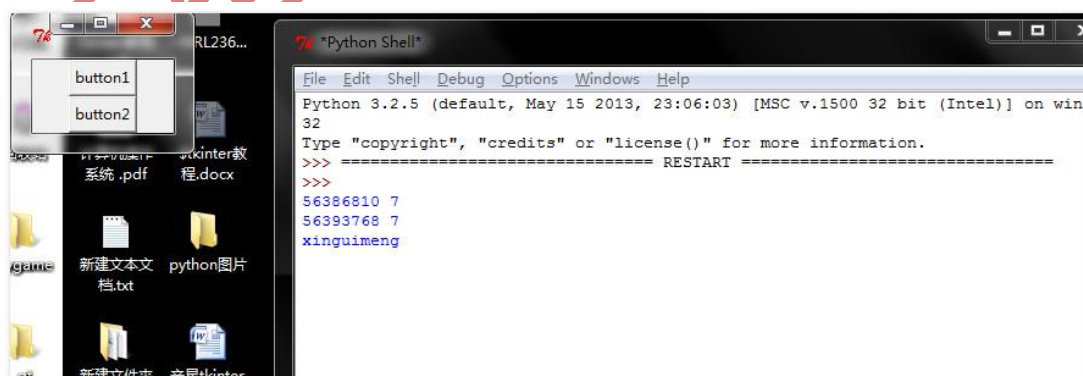 RL236...
button1
button2
系统 .pdf
tkinter教
程.docx
ygame
新建文本文
档.txt
python图片
新建文件夹
*Python Shell*
File Edit Shell Debug Options Windows Help
Python 3.2.5 (default, May 15 2013, 23:06:03) [MSC v.1500 32 bit (Intel)] on win
32
Type "copyright", "credits" or "license()" for more information.
>>> ================================ RESTART ================================
>>>
56386810 7
56393768 7
xinguimeng